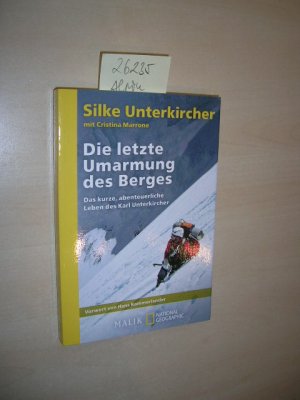 26235
Silke Unterkircher
mit Cristina Marrone
Die letzte
Umarmung
des Berges
Das kurze, abenteuerliche
Leben des Karl Unterkircher
Vorwort von Hans Kammerlander
MALIK NATIONAL
GEOGRAPHIC